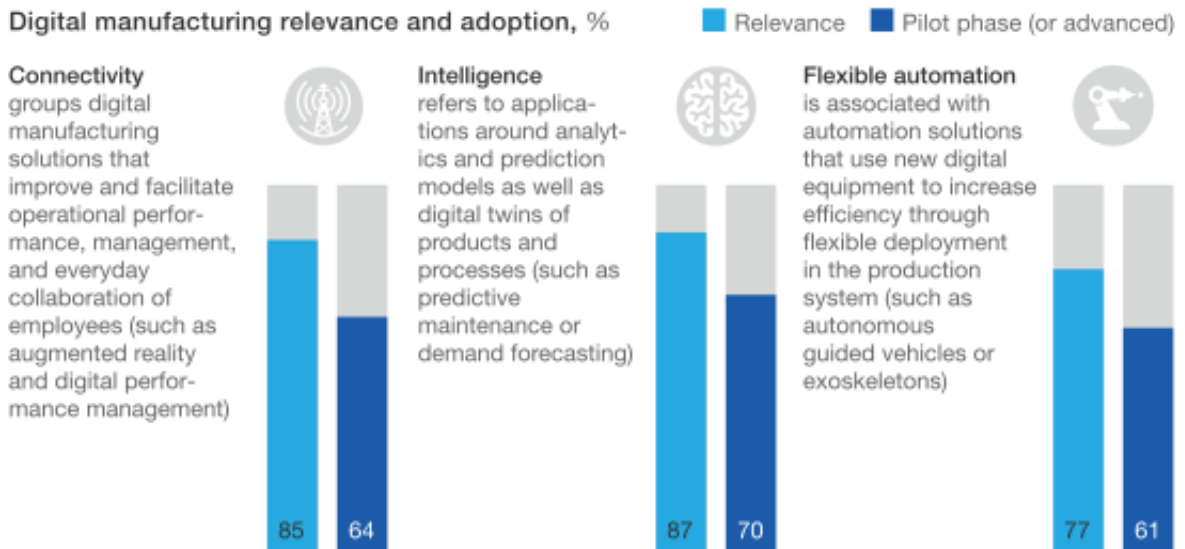 Digital manufacturing relevance and adoption, %
Relevance
Pilot phase (or advanced)
Connectivity
groups digital
manufacturing
solutions that
improve and facilitate
operational perfor-
mance, management,
and everyday
collaboration of
employees (such as
augmented reality
and digital perfor-
mance management)
85
64
Intelligence
refers to applica-
tions around analyt-
ics and prediction
models as well as
digital twins of
products and
processes (such as
predictive
maintenance or
demand forecasting)
87
70
Flexible automation
is associated with
automation solutions
that use new digital
equipment to increase
efficiency through
flexible deployment
in the production
system (such as
autonomous
guided vehicles or
exoskeletons)
77
61